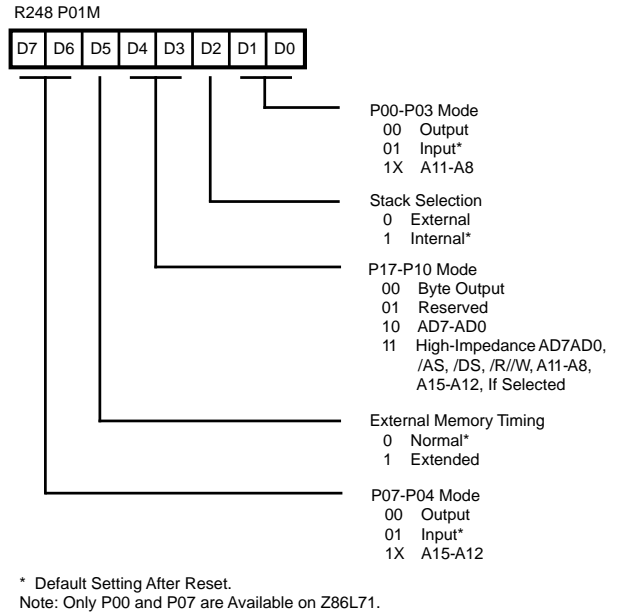 R248 P01M
D7 D6 D5 D4 D3 D2 D1 D0
P00-P03 Mode
00 Output
01 Input*
1X A11-A8
Stack Selection
0 External
1 Internal*
P17-P10 Mode
00 Byte Output
01 Reserved
10 AD7-AD0
11 High-Impedance AD7AD0,
/AS, /DS, /R//W, A11-A8,
A15-A12, If Selected
External Memory Timing
0 Normal*
1 Extended
P07-P04 Mode
00 Output
01 Input*
1X A15-A12
* Default Setting After Reset.
Note: Only P00 and P07 are Available on Z86L71.